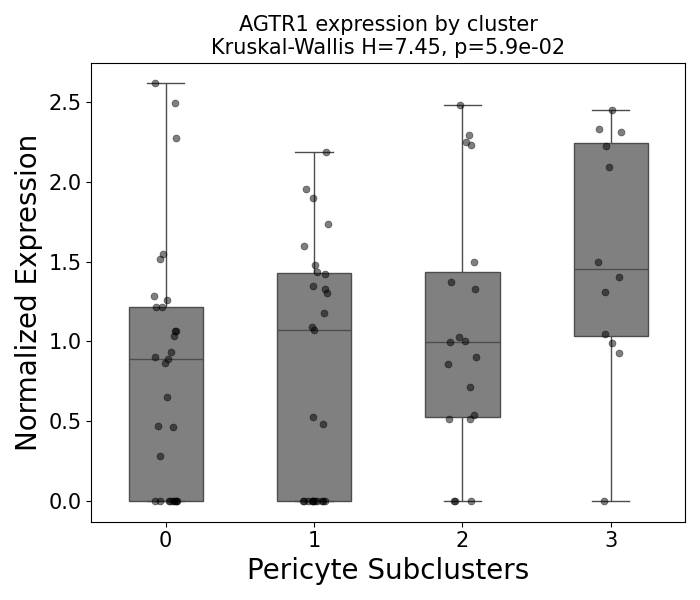 AGTR1 expression by cluster
Kruskal-Wallis H=7.45, p=5.9e-02
Normalized Expression
2.5
2.0
1.5
1.0
0.5
0.0
0 1 2 3
Pericyte Subclusters